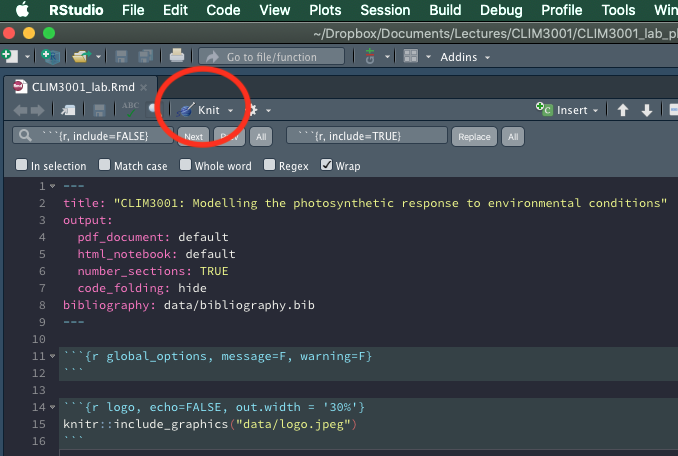 RStudio File Edit Code View Plots Session Build Debug Profile Tools Win
~/Dropbox/Documents/Lectures/CLIM3001/CLIM3001_lab_p
Go to file/function Addins
CLIM3001_lab.Rmd
ABC Knit Insert
```{r, include=FALSE} Next Prev All ```{r, include=TRUE} Replace All
In selection Match case Whole word Regex Wrap
1 ---
2 title: "CLIM3001: Modelling the photosynthetic response to environmental conditions"
3 output:
4 pdf_document: default
5 html_notebook: default
6 number_sections: TRUE
7 code_folding: hide
8 bibliography: data/bibliography.bib
9 ---
10
11 ```{r global_options, message=F, warning=F}
12 ```
13
14 ```{r logo, echo=FALSE, out.width = '30%'}
15 knitr::include_graphics("data/logo.jpeg")
16 ```